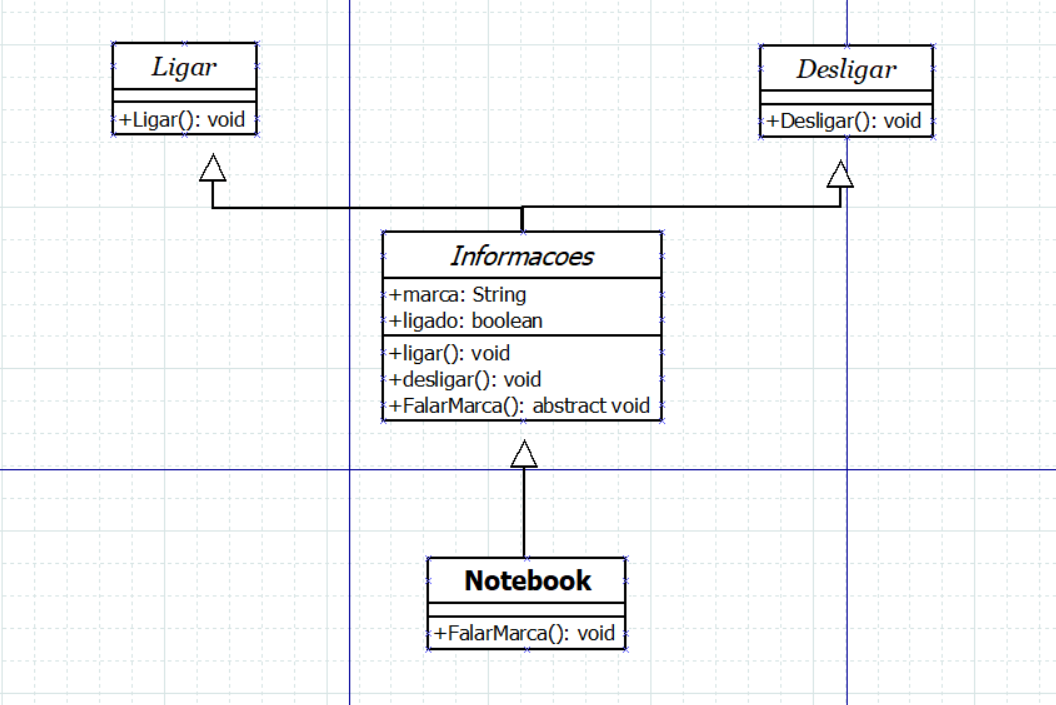 Ligar
+Ligar(): void
Desligar
+Desligar(): void
Informacoes
+marca: String
+ligado: boolean
+ligar(): void
+desligar(): void
+FalarMarca(): abstract void
Notebook
+FalarMarca(): void